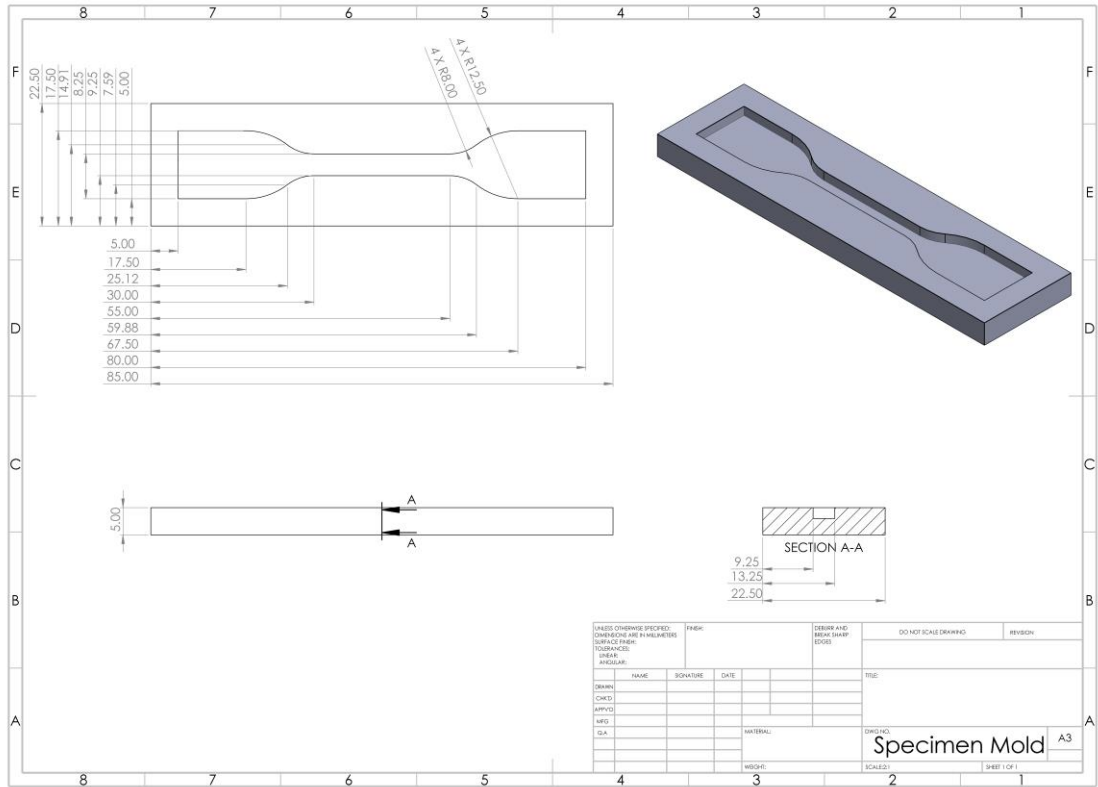 8 7 6 5 4 3 2 1
F
E
D
C
B
A
F
E
D
C
B
A
22.50
17.50
14.91
8.25
9.25
7.59
5.00
4 X R8.00
4 X R12.50
5.00
17.50
25.12
30.00
55.00
59.88
67.50
80.00
85.00
5.00
A
A
SECTION A-A
9.25
13.25
22.50
UNLESS OTHERWISE SPECIFIED:
DIMENSIONS ARE IN MILLIMETERS
SURFACE FINISH:
TOLERANCES:
LINEAR:
ANGULAR:
FINISH:
DEBURR AND
BREAK SHARP
EDGES
DO NOT SCALE DRAWING
REVISION
NAME SIGNATURE DATE
TITLE:
DRAWN
CHK'D
APPV'D
MFG
Q.A
MATERIAL:
DWG NO.
Specimen Mold
A3
WEIGHT:
SCALE:2:1
SHEET 1 OF 1
8 7 6 5 4 3 2 1